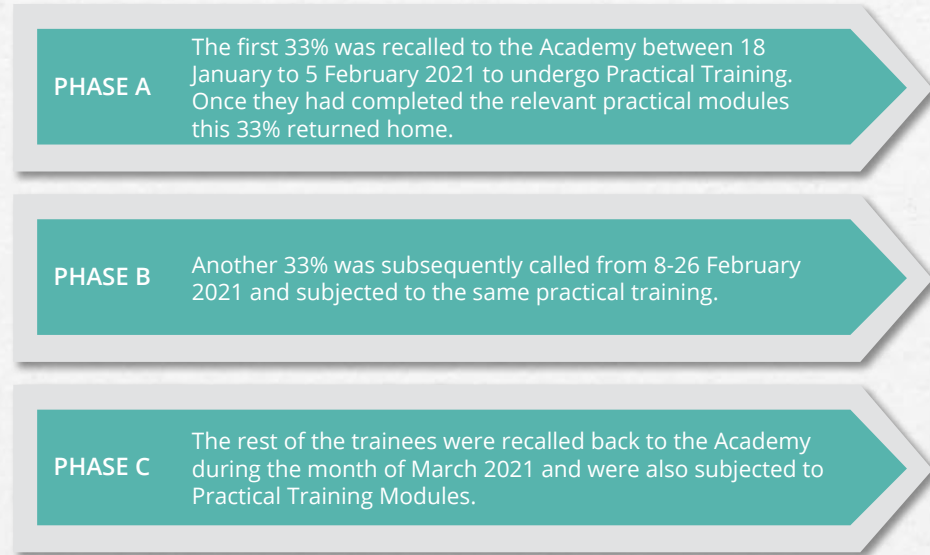 PHASE A
The first 33% was recalled to the Academy between 18
January to 5 February 2021 to undergo Practical Training.
Once they had completed the relevant practical modules
this 33% returned home.
PHASE B
Another 33% was subsequently called from 8-26 February
2021 and subjected to the same practical training.
PHASE C
The rest of the trainees were recalled back to the Academy
during the month of March 2021 and were also subjected to
Practical Training Modules.